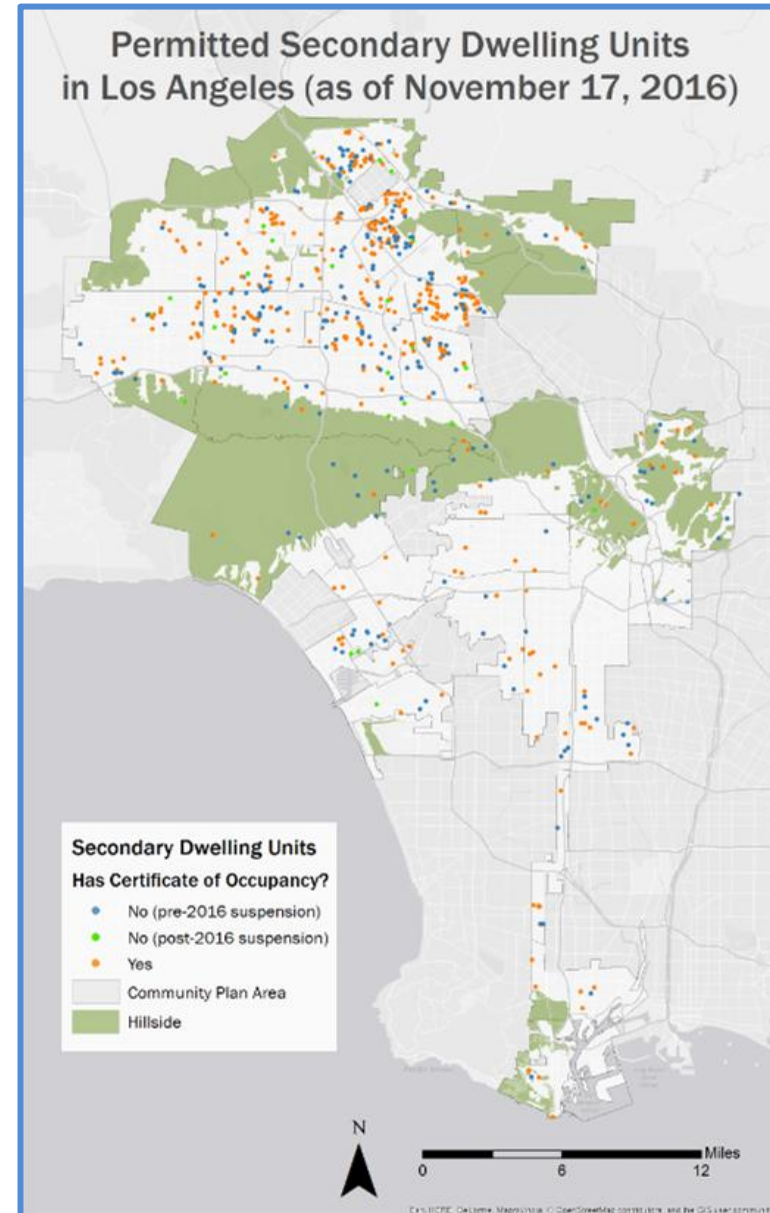 Permitted Secondary Dwelling Units
in Los Angeles (as of November 17, 2016)
Secondary Dwelling Units
Has Certificate of Occupancy?
No (pre-2016 suspension)
No (post-2016 suspension)
Yes
Community Plan Area
Hillside
N
Miles
0 6 12